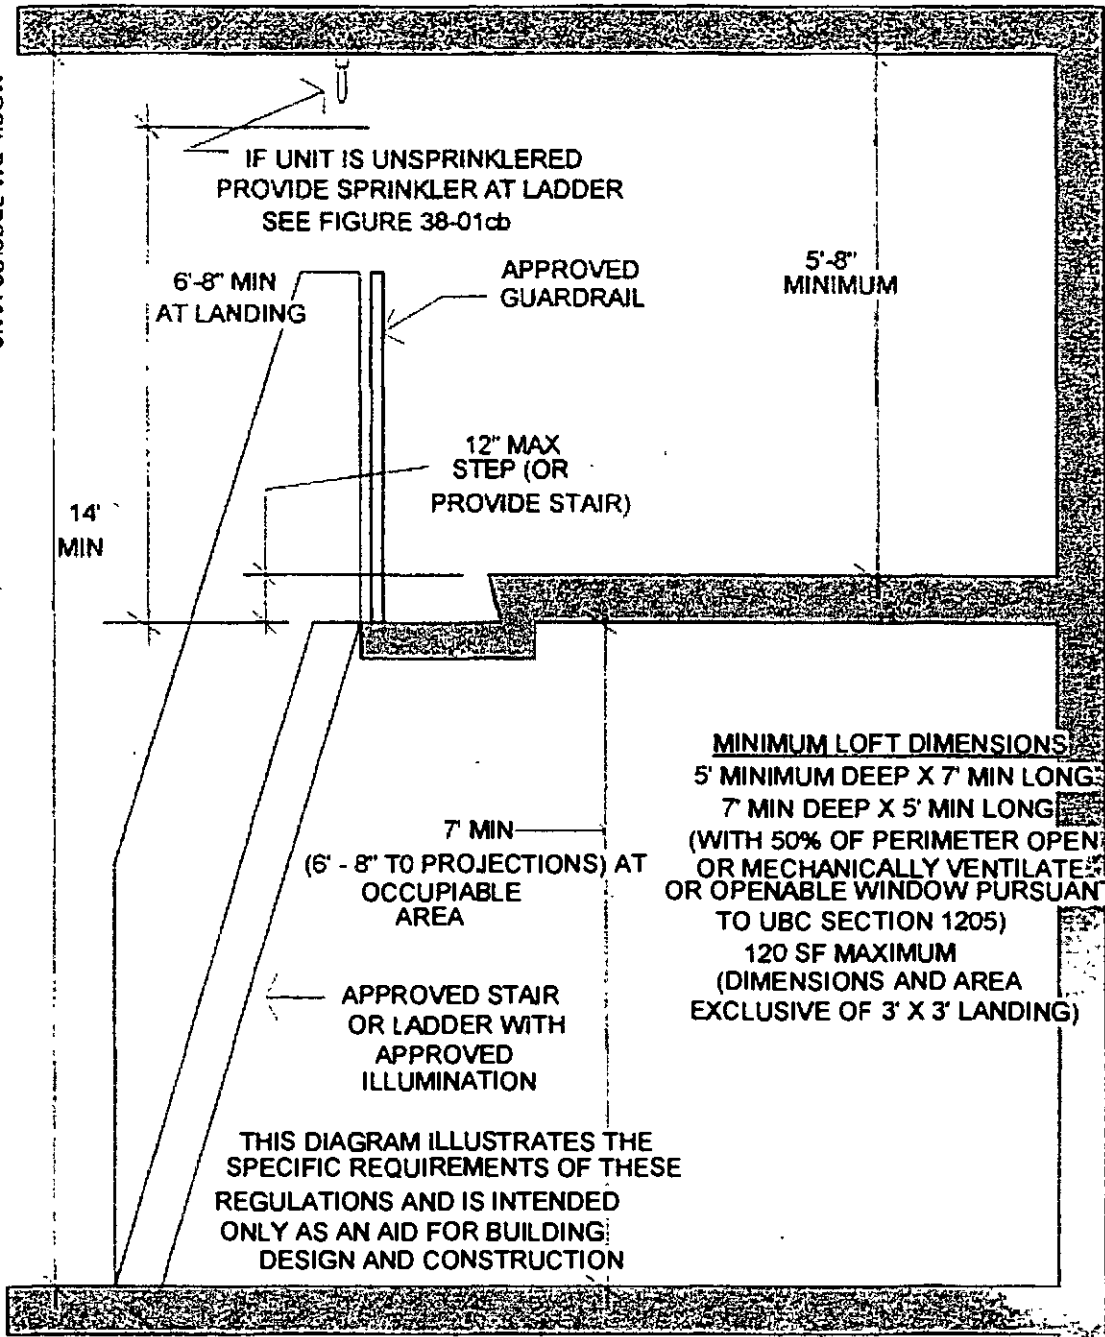 IF UNIT IS UNSPRINKLERED
PROVIDE SPRINKLER AT LADDER
SEE FIGURE 38-01cb
6'-8" MIN
AT LANDING
APPROVED
GUARDRAIL
5'-8"
MINIMUM
12" MAX
STEP (OR
PROVIDE STAIR)
14'
MIN
MINIMUM LOFT DIMENSIONS
5' MINIMUM DEEP X 7' MIN LONG
7' MIN DEEP X 5' MIN LONG
(WITH 50% OF PERIMETER OPEN
OR MECHANICALLY VENTILATE
OR OPENABLE WINDOW PURSUANT
TO UBC SECTION 1205)
120 SF MAXIMUM
(DIMENSIONS AND AREA
EXCLUSIVE OF 3' X 3' LANDING)
7' MIN
(6' - 8" TO PROJECTIONS) AT
OCCUPIABLE
AREA
APPROVED STAIR
OR LADDER WITH
APPROVED
ILLUMINATION
THIS DIAGRAM ILLUSTRATES THE
SPECIFIC REQUIREMENTS OF THESE
REGULATIONS AND IS INTENDED
ONLY AS AN AID FOR BUILDING
DESIGN AND CONSTRUCTION